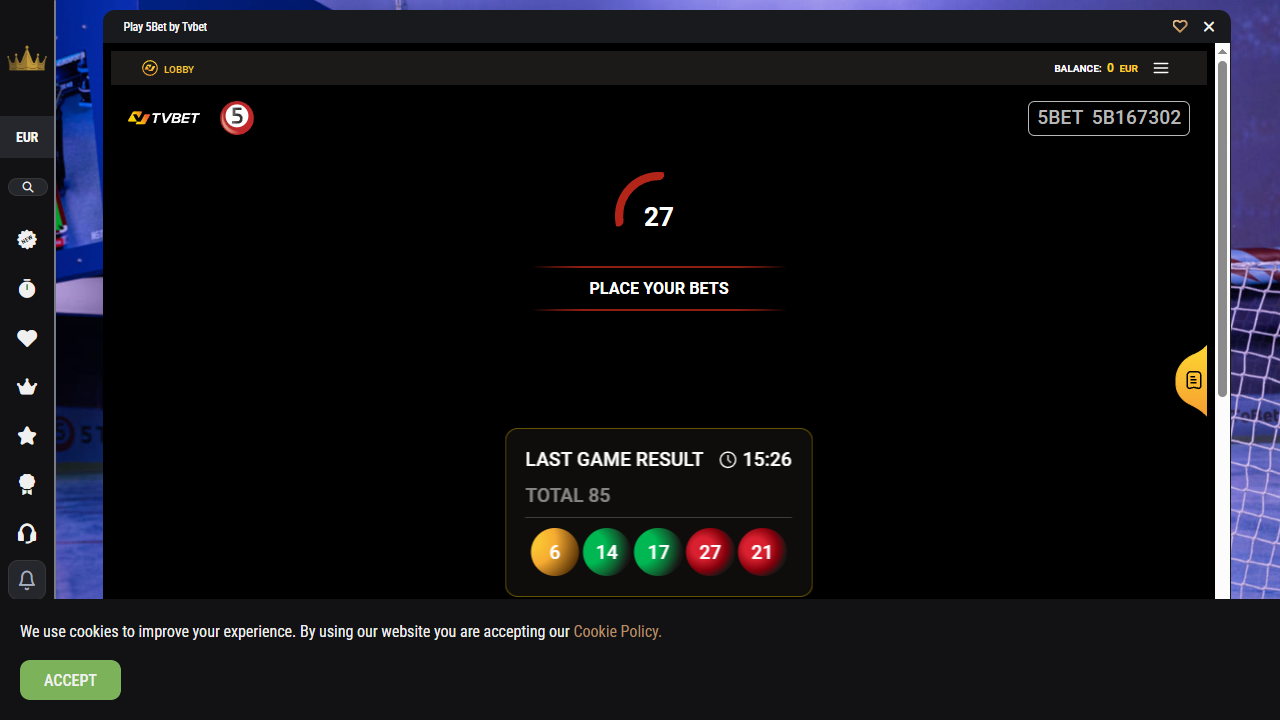 Play 5Bet by Tvbet
LOBBY
BALANCE: 0 EUR
EUR
TVBET 5
5BET 5B167302
NEW
27
PLACE YOUR BETS
LAST GAME RESULT 15:26
TOTAL 85
6 14 17 27 21
We use cookies to improve your experience. By using our website you are accepting our Cookie Policy.
ACCEPT